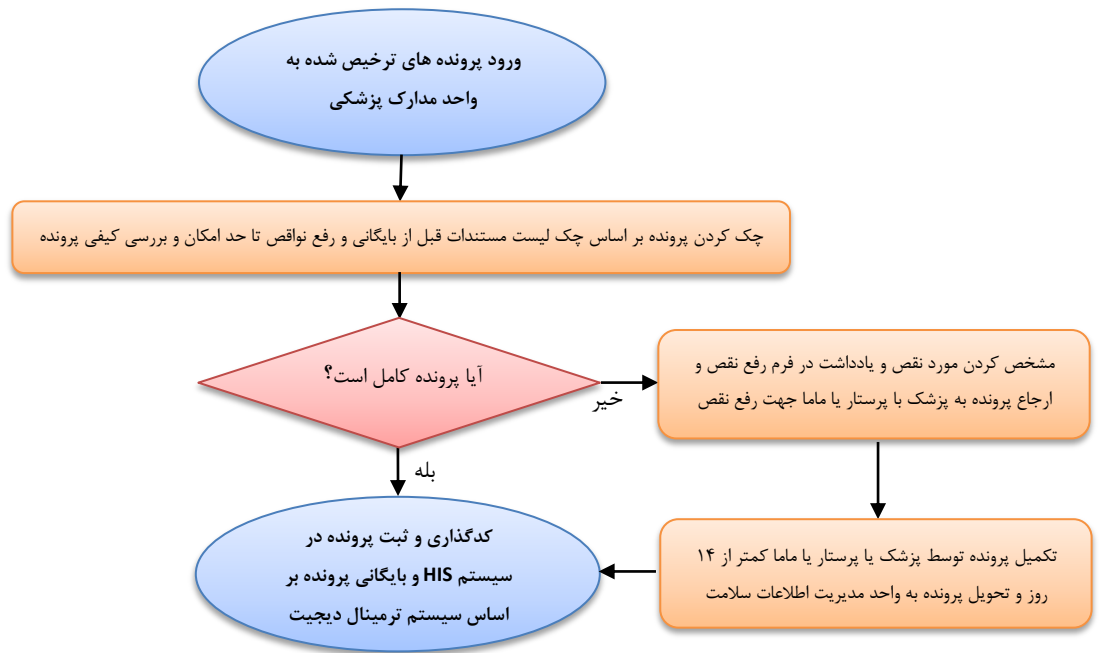 ورود پرونده های ترخیص شده به
واحد مدارک پزشکی
چک کردن پرونده بر اساس چک لیست مستندات قبل از بایگانی و رفع نواقص تا حد امکان و بررسی کیفی پرونده
آیا پرونده کامل است؟
خیر
مشخص کردن مورد نقص و یادداشت در فرم رفع نقص و
ارجاع پرونده به پزشک با پرستار یا ماما جهت رفع نقص
بله
کدگذاری و ثبت پرونده در
سیستم HIS و بایگانی پرونده بر
اساس سیستم ترمینال دیجیت
تکمیل پرونده توسط پزشک یا پرستار یا ماما کمتر از ۱۴
روز و تحویل پرونده به واحد مدیریت اطلاعات سلامت